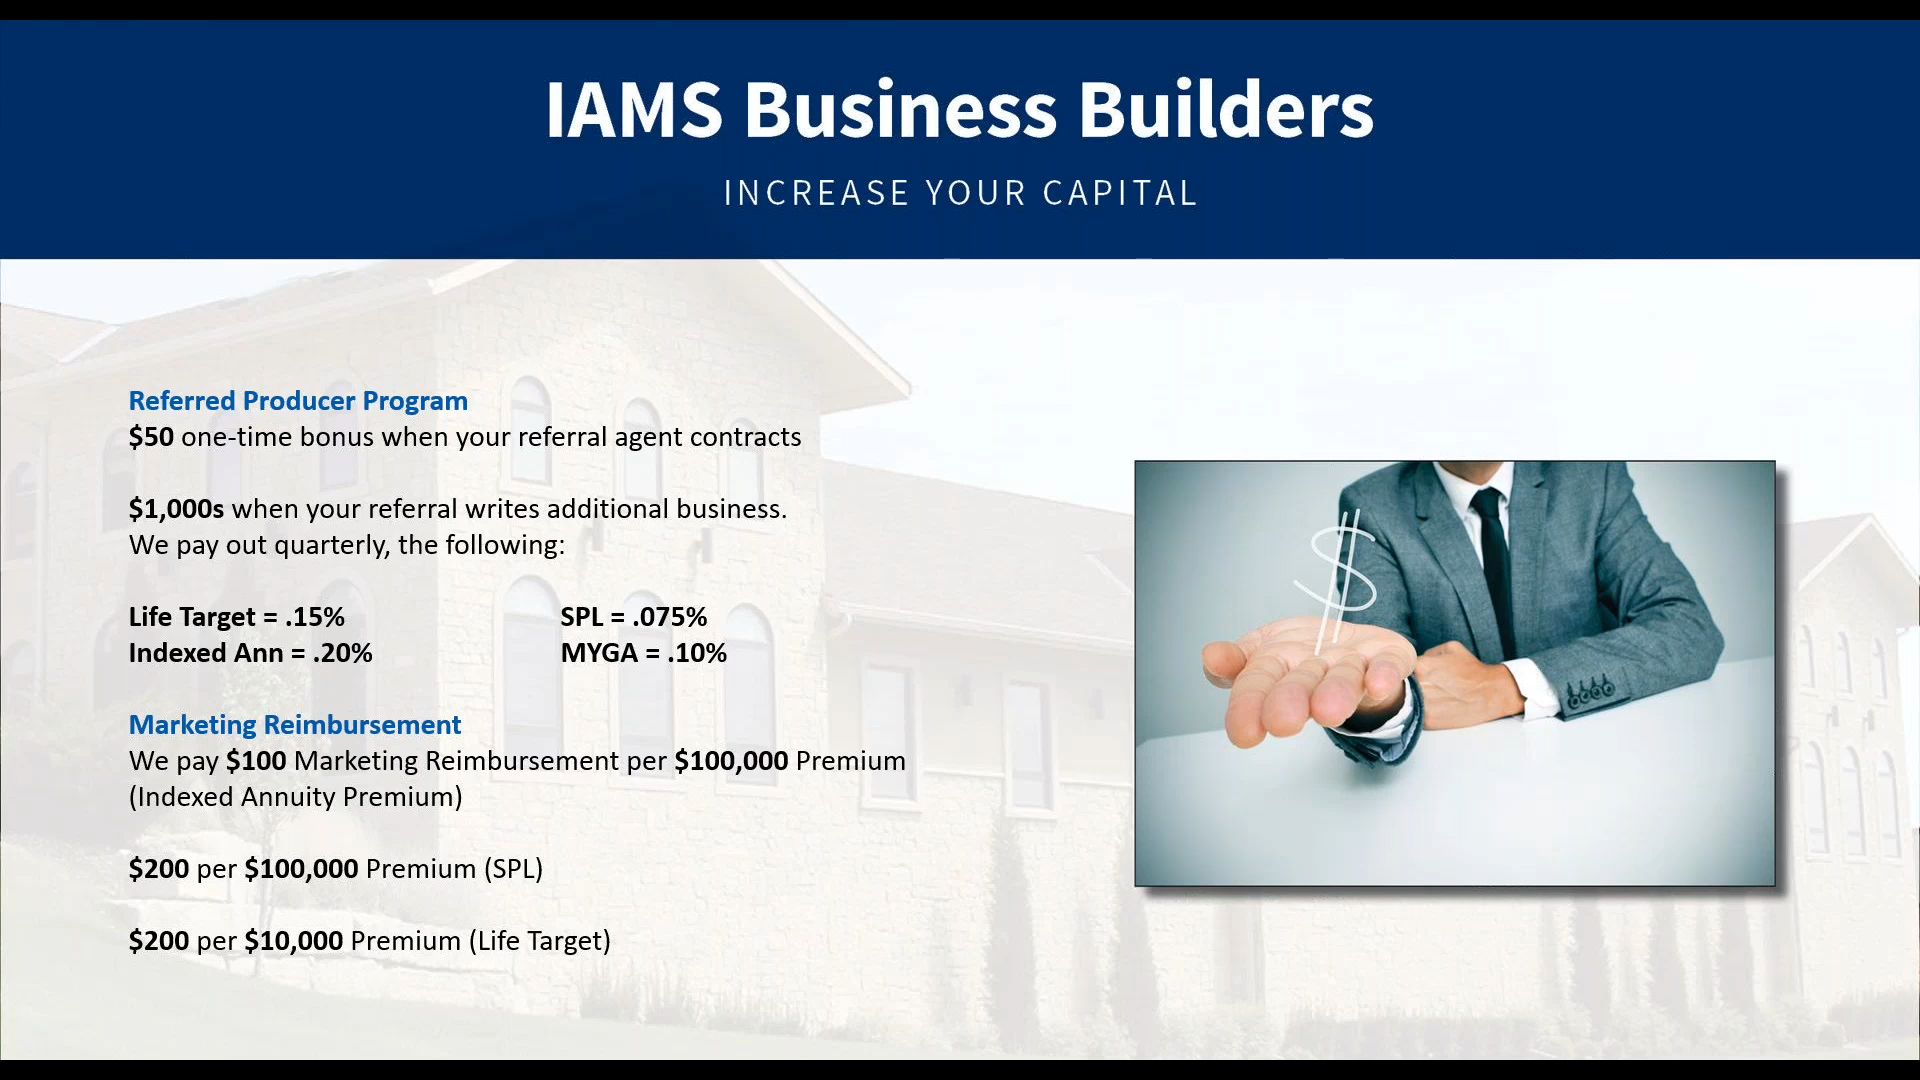 IAMS Business Builders
INCREASE YOUR CAPITAL
Referred Producer Program
$50 one-time bonus when your referral agent contracts
$1,000s when your referral writes additional business.
We pay out quarterly, the following:
Life Target = .15% SPL = .075%
Indexed Ann = .20% MYGA = .10%
Marketing Reimbursement
We pay $100 Marketing Reimbursement per $100,000 Premium
(Indexed Annuity Premium)
$200 per $100,000 Premium (SPL)
$200 per $10,000 Premium (Life Target)
$